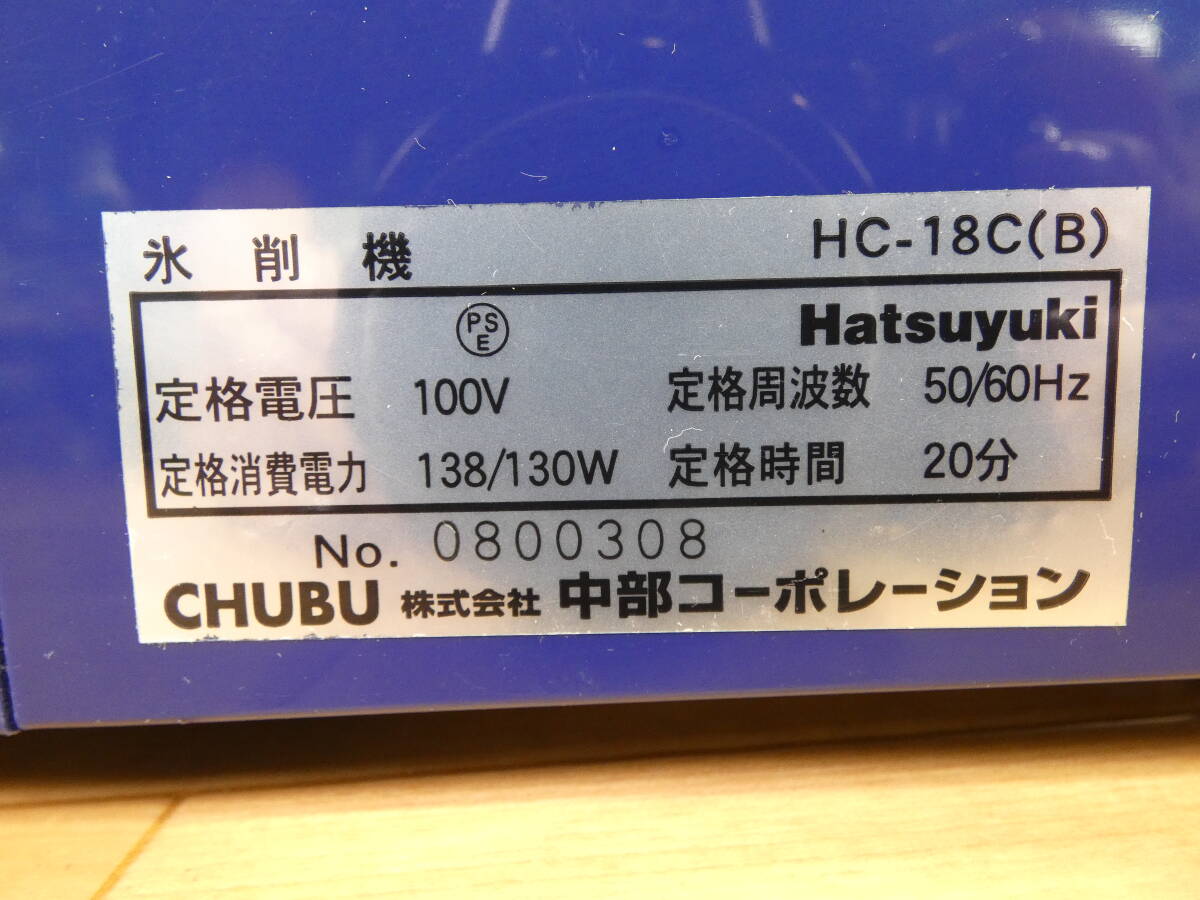 氷削機 HC-18C(B)
PSE Hatsuyuki
定格電圧 100V 定格周波数 50/60Hz
定格消費電力 138/130W 定格時間 20分
No. 0800308
CHUBU 株式会社 中部コーポレーション